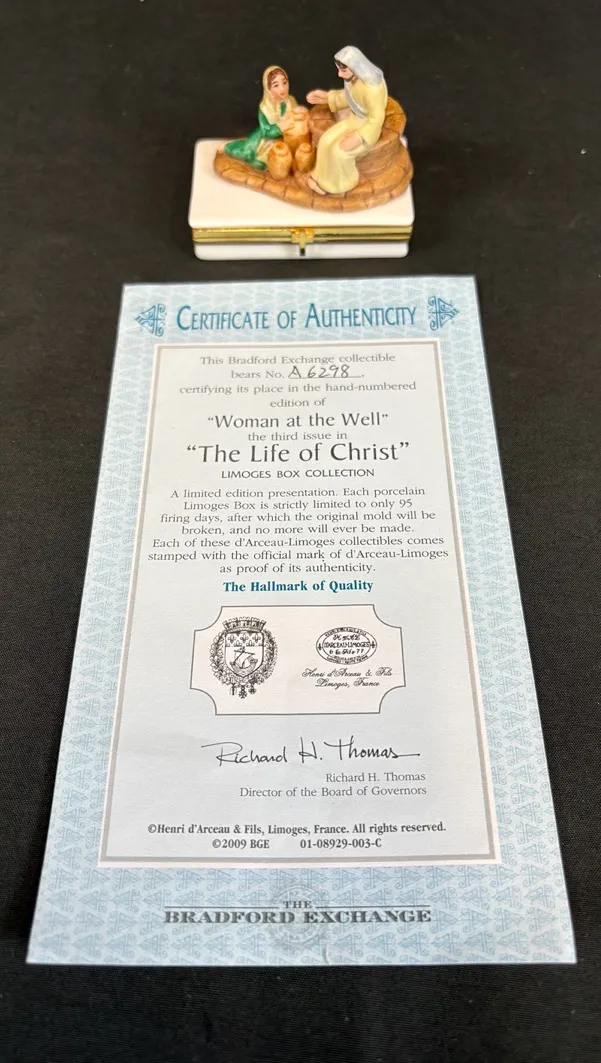 CERTIFICATE OF AUTHENTICITY
This Bradford Exchange collectible
bears No. A6298.
certifying its place in the hand-numbered
edition of
“Woman at the Well”
the third issue in
“The Life of Christ”
LIMOGES BOX COLLECTION
A limited edition presentation. Each porcelain
Limoges Box is strictly limited to only 95
firing days, after which the original mold will be
broken, and no more will ever be made.
Each of these d'Arceau-Limoges collectibles comes
stamped with the official mark of d'Arceau-Limoges
as proof of its authenticity.
The Hallmark of Quality
D'ARCEAU-LIMOGES
Henri d'Arceau & Fils
Limoges, France
Richard H. Thomas
Richard H. Thomas
Director of the Board of Governors
©Henri d'Arceau & Fils, Limoges, France. All rights reserved.
©2009 BGE 01-08929-003-C
THE
BRADFORD EXCHANGE